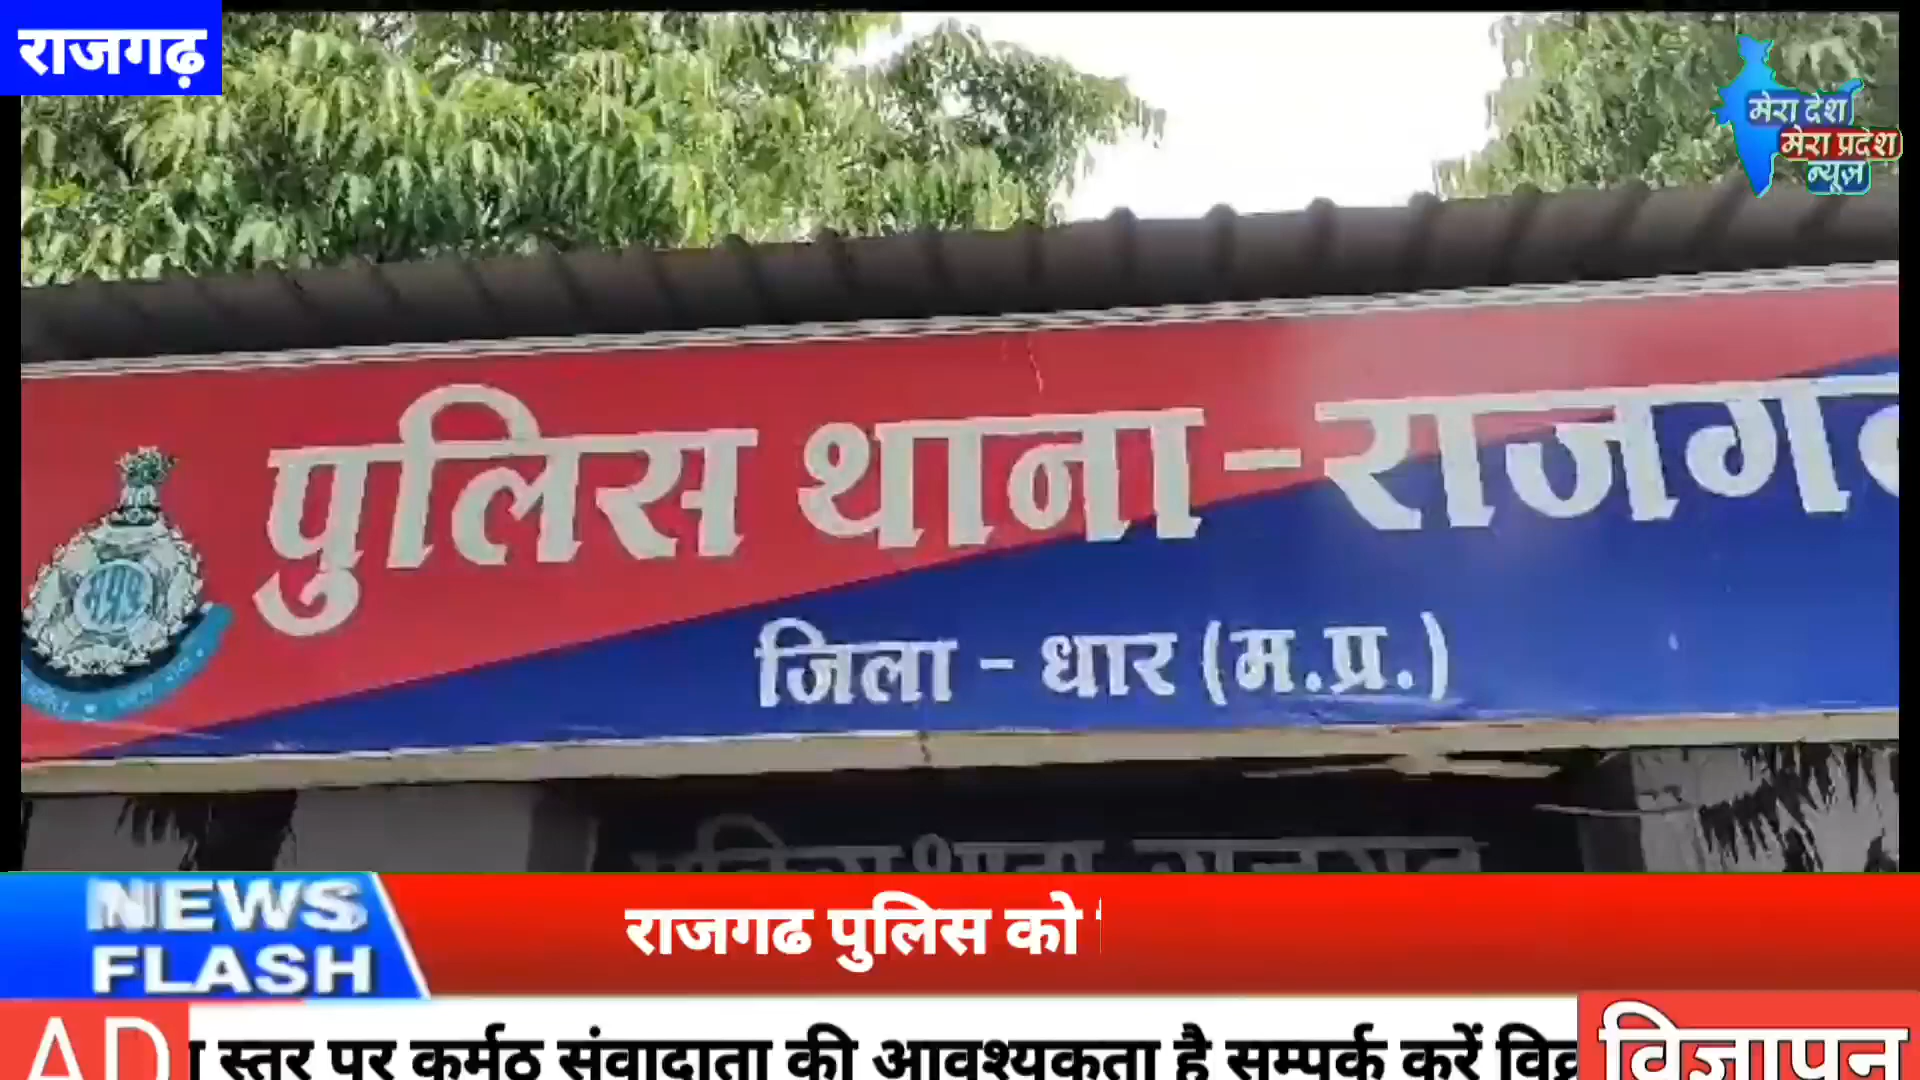 राजगढ़
मेरा देश
मेरा प्रदेश
न्यूज़
पुलिस थाना - राजग
जिला - धार (म.प्र.)
NEWS
FLASH
राजगढ पुलिस को
AD
स्तर पर कर्मठ संवादाता की आवश्यकता है सम्पर्क करें
विज्ञापन